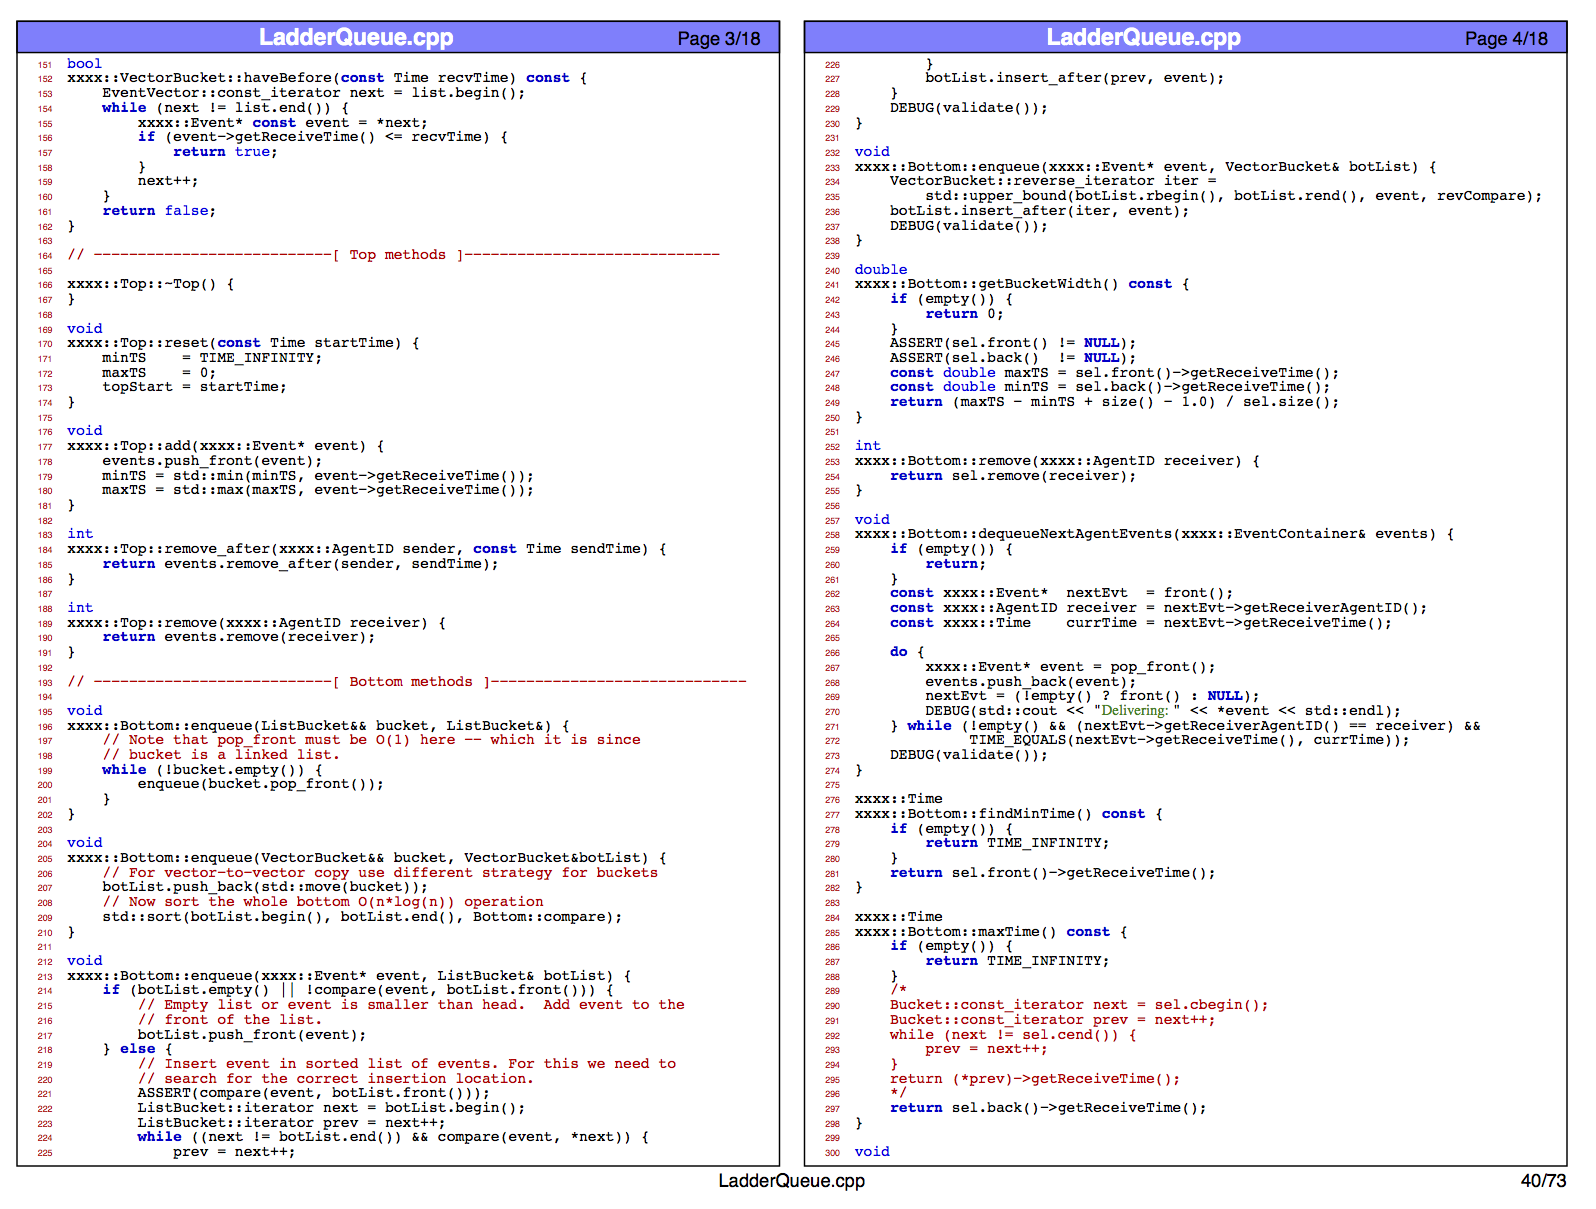 LadderQueue.cpp
Page 3/18
151 bool
152 xxxx::VectorBucket::haveBefore(const Time recvTime) const {
153     EventVector::const_iterator next = list.begin();
154     while (next != list.end()) {
155         xxxx::Event* const event = *next;
156         if (event->getReceiveTime() <= recvTime) {
157             return true;
158         }
159         next++;
160     }
161     return false;
162 }
163
164 // ---------------------------[ Top methods ]-----------------------------
165
166 xxxx::Top::~Top() {
167 }
168
169 void
170 xxxx::Top::reset(const Time startTime) {
171     minTS    = TIME_INFINITY;
172     maxTS    = 0;
173     topStart = startTime;
174 }
175
176 void
177 xxxx::Top::add(xxxx::Event* event) {
178     events.push_front(event);
179     minTS = std::min(minTS, event->getReceiveTime());
180     maxTS = std::max(maxTS, event->getReceiveTime());
181 }
182
183 int
184 xxxx::Top::remove_after(xxxx::AgentID sender, const Time sendTime) {
185     return events.remove_after(sender, sendTime);
186 }
187
188 int
189 xxxx::Top::remove(xxxx::AgentID receiver) {
190     return events.remove(receiver);
191 }
192
193 // ---------------------------[ Bottom methods ]-----------------------------
194
195 void
196 xxxx::Bottom::enqueue(ListBucket&& bucket, ListBucket&) {
197     // Note that pop_front must be O(1) here -- which it is since
198     // bucket is a linked list.
199     while (!bucket.empty()) {
200         enqueue(bucket.pop_front());
201     }
202 }
203
204 void
205 xxxx::Bottom::enqueue(VectorBucket&& bucket, VectorBucket&botList) {
206     // For vector-to-vector copy use different strategy for buckets
207     botList.push_back(std::move(bucket));
208     // Now sort the whole bottom O(n*log(n)) operation
209     std::sort(botList.begin(), botList.end(), Bottom::compare);
210 }
211
212 void
213 xxxx::Bottom::enqueue(xxxx::Event* event, ListBucket& botList) {
214     if (botList.empty() || !compare(event, botList.front())) {
215         // Empty list or event is smaller than head.  Add event to the
216         // front of the list.
217         botList.push_front(event);
218     } else {
219         // Insert event in sorted list of events. For this we need to
220         // search for the correct insertion location.
221         ASSERT(compare(event, botList.front()));
222         ListBucket::iterator next = botList.begin();
223         ListBucket::iterator prev = next++;
224         while ((next != botList.end()) && compare(event, *next)) {
225             prev = next++;
LadderQueue.cpp
Page 4/18
226         }
227         botList.insert_after(prev, event);
228     }
229     DEBUG(validate());
230 }
231
232 void
233 xxxx::Bottom::enqueue(xxxx::Event* event, VectorBucket& botList) {
234     VectorBucket::reverse_iterator iter =
235         std::upper_bound(botList.rbegin(), botList.rend(), event, revCompare);
236     botList.insert_after(iter, event);
237     DEBUG(validate());
238 }
239
240 double
241 xxxx::Bottom::getBucketWidth() const {
242     if (empty()) {
243         return 0;
244     }
245     ASSERT(sel.front() != NULL);
246     ASSERT(sel.back()  != NULL);
247     const double maxTS = sel.front()->getReceiveTime();
248     const double minTS = sel.back()->getReceiveTime();
249     return (maxTS - minTS + size() - 1.0) / sel.size();
250 }
251
252 int
253 xxxx::Bottom::remove(xxxx::AgentID receiver) {
254     return sel.remove(receiver);
255 }
256
257 void
258 xxxx::Bottom::dequeueNextAgentEvents(xxxx::EventContainer& events) {
259     if (empty()) {
260         return;
261     }
262     const xxxx::Event*  nextEvt  = front();
263     const xxxx::AgentID receiver = nextEvt->getReceiverAgentID();
264     const xxxx::Time    currTime = nextEvt->getReceiveTime();
265
266     do {
267         xxxx::Event* event = pop_front();
268         events.push_back(event);
269         nextEvt = (!empty() ? front() : NULL);
270         DEBUG(std::cout << "Delivering: " << *event << std::endl);
271     } while (!empty() && (nextEvt->getReceiverAgentID() == receiver) &&
272              TIME_EQUALS(nextEvt->getReceiveTime(), currTime));
273     DEBUG(validate());
274 }
275
276 xxxx::Time
277 xxxx::Bottom::findMinTime() const {
278     if (empty()) {
279         return TIME_INFINITY;
280     }
281     return sel.front()->getReceiveTime();
282 }
283
284 xxxx::Time
285 xxxx::Bottom::maxTime() const {
286     if (empty()) {
287         return TIME_INFINITY;
288     }
289     /*
290     Bucket::const_iterator next = sel.cbegin();
291     Bucket::const_iterator prev = next++;
292     while (next != sel.cend()) {
293         prev = next++;
294     }
295     return (*prev)->getReceiveTime();
296     */
297     return sel.back()->getReceiveTime();
298 }
299
300 void
LadderQueue.cpp
40/73